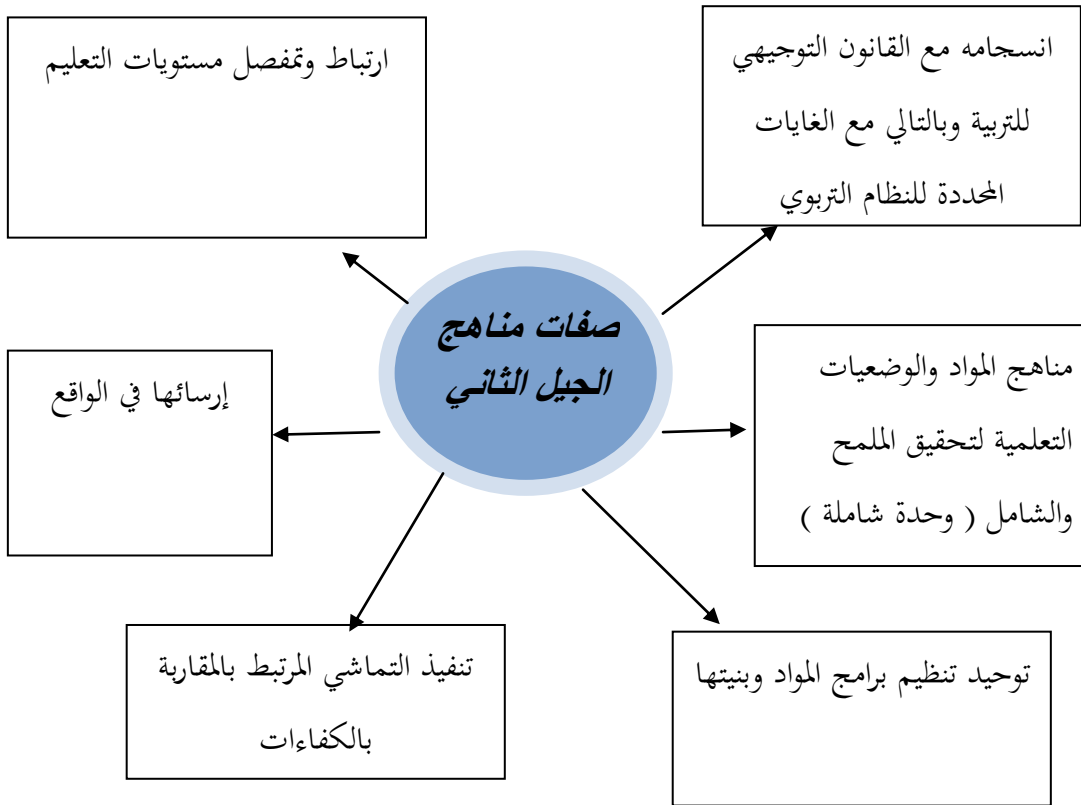 انسجامه مع القانون التوجيهي
للتربية وبالتالي مع الغايات
المحددة للنظام التربوي
ارتباط وتمفصل مستويات التعليم
صفات مناهج
الجيل الثاني
مناهج المواد والوضعيات
التعلمية لتحقيق الملمح
والشامل ( وحدة شاملة )
إرسائها في الواقع
توحيد تنظيم برامج المواد وبنيتها
تنفيذ التماشي المرتبط بالمقاربة
بالكفاءات